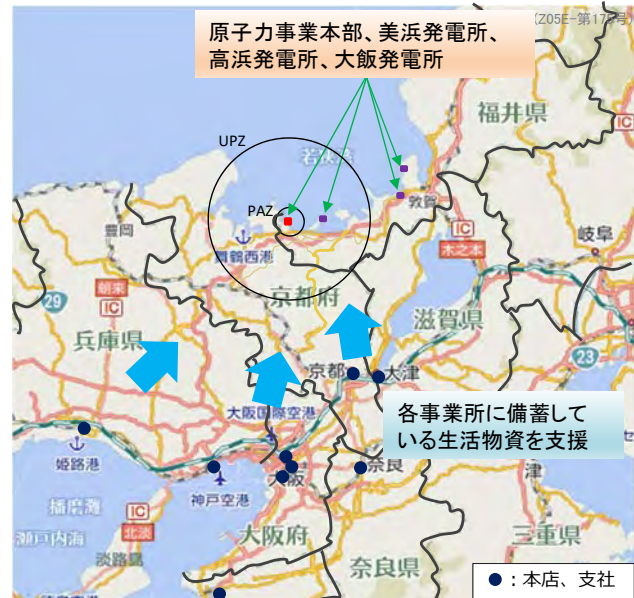 (Z05E-第175号)
原子力事業本部、美浜発電所、
高浜発電所、大飯発電所
福井県
IC
UPZ
若狭湾
PAZ
敦賀
豊岡
舞鶴西港
木之本
IC
岐阜
朝来
IC
29
京都府
滋賀県
兵庫県
23
京都
大津
大阪国際空港
各事業所に備蓄して
いる生活物資を支援
姫路港
大阪
奈良
津
神戸空港
播磨灘
IC
北淡
瀬戸内海
大阪府
三重県
淡路島
奈良県
●：本店、支社